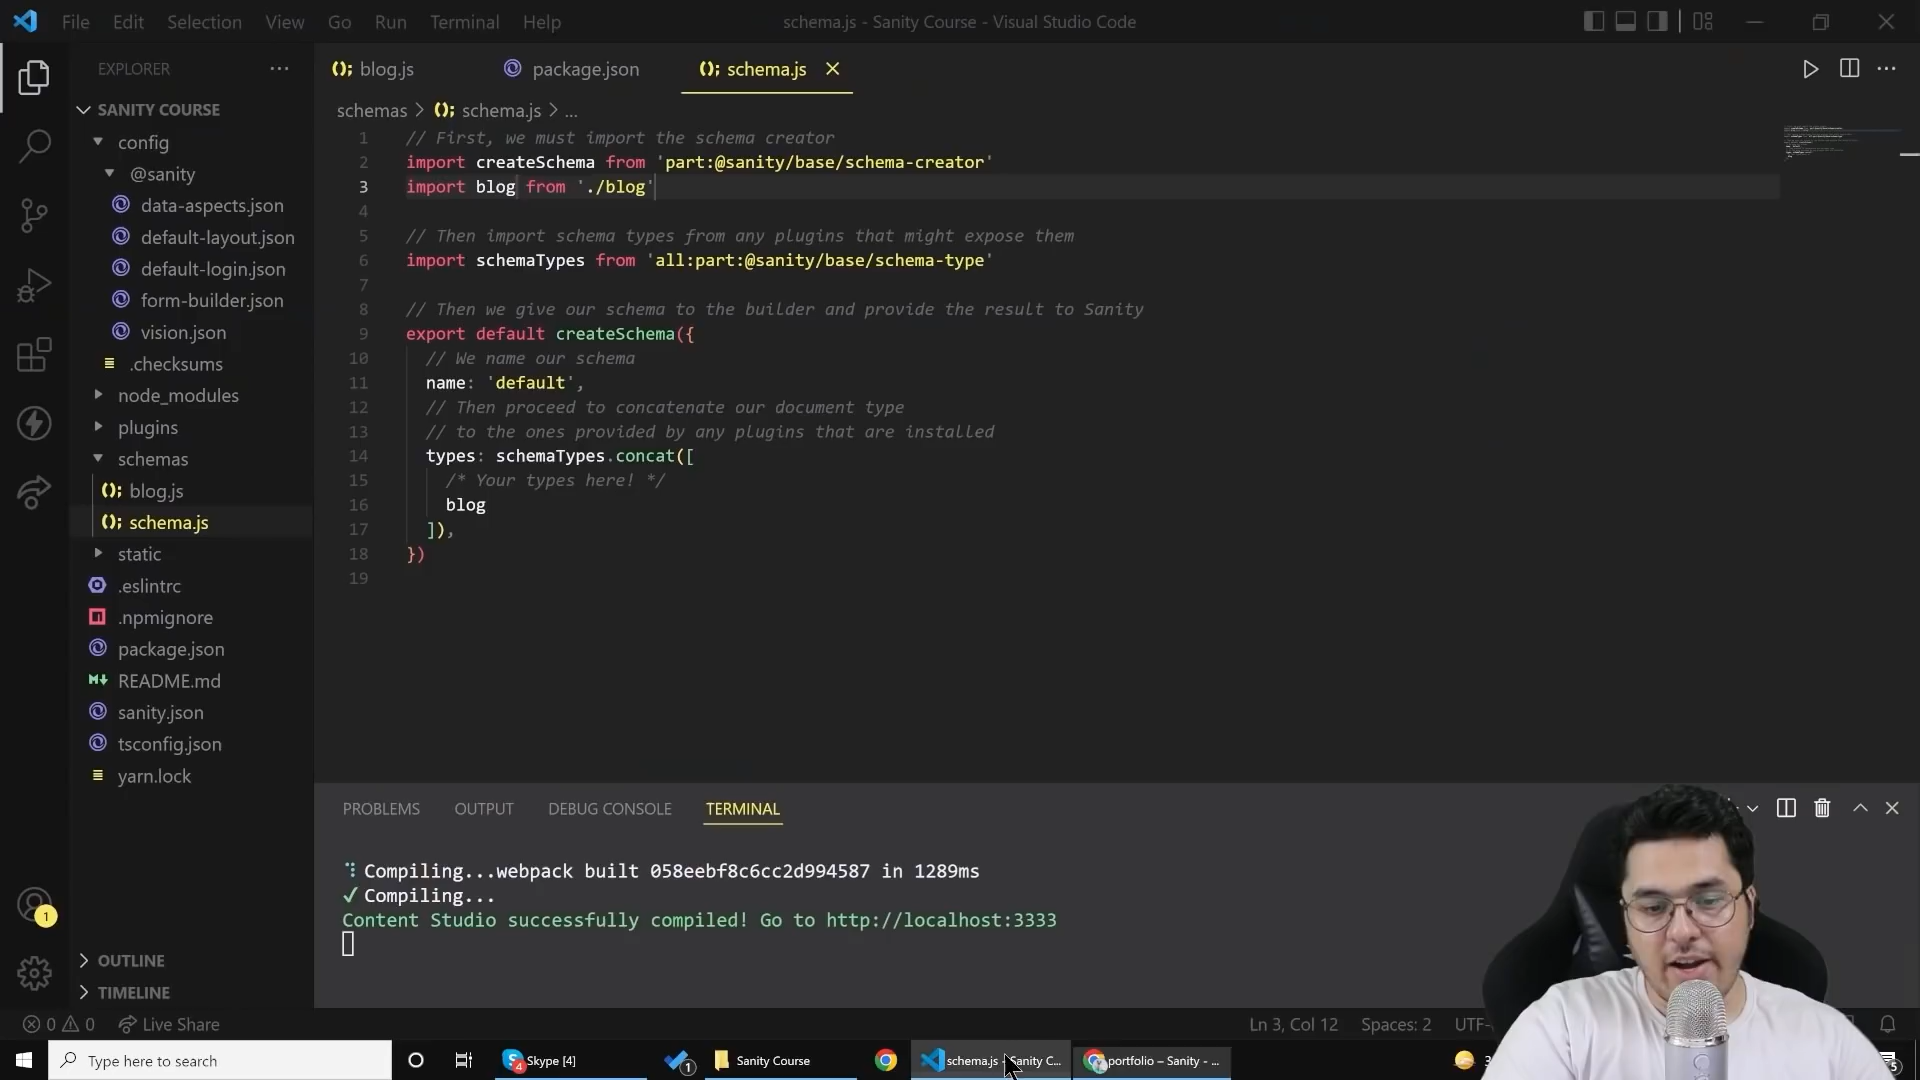 File Edit Selection View Go Run Terminal Help
schema.js - Sanity Course - Visual Studio Code
EXPLORER
SANITY COURSE
config
@sanity
data-aspects.json
default-layout.json
default-login.json
form-builder.json
vision.json
.checksums
node_modules
plugins
schemas
blog.js
schema.js
static
.eslintrc
.npmignore
package.json
README.md
sanity.json
tsconfig.json
yarn.lock
OUTLINE
TIMELINE
blog.js package.json schema.js
schemas > schema.js > ...
1 // First, we must import the schema creator
2 import createSchema from 'part:@sanity/base/schema-creator'
3 import blog from './blog'
4
5 // Then import schema types from any plugins that might expose them
6 import schemaTypes from 'all:part:@sanity/base/schema-type'
7
8 // Then we give our schema to the builder and provide the result to Sanity
9 export default createSchema({
10 // We name our schema
11 name: 'default',
12 // Then proceed to concatenate our document type
13 // to the ones provided by any plugins that are installed
14 types: schemaTypes.concat([
15 /* Your types here! */
16 blog
17 ]),
18 })
19
PROBLEMS OUTPUT DEBUG CONSOLE TERMINAL
Compiling...webpack built 058eebf8c6cc2d994587 in 1289ms
✓ Compiling...
Content Studio successfully compiled! Go to http://localhost:3333
1
0 0 Live Share
Ln 3, Col 12 Spaces: 2 UTF-
Type here to search
Skype [4]
1
Sanity Course
schema.js - Sanity C...
portfolio – Sanity - ...
3
5